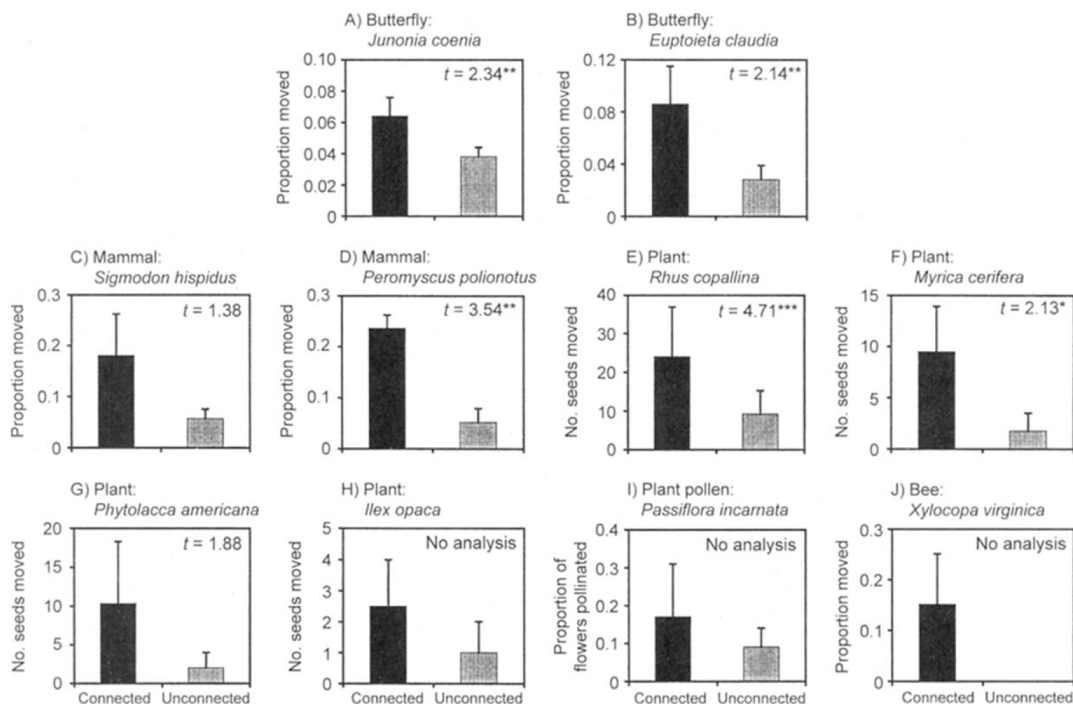 A) Butterfly:
Junonia coenia
Proportion moved
0.10
0.08
0.06
0.04
0.02
0
t = 2.34**
B) Butterfly:
Euptoieta claudia
Proportion moved
0.12
0.08
0.04
0
t = 2.14**
C) Mammal:
Sigmodon hispidus
Proportion moved
0.3
0.2
0.1
0
t = 1.38
D) Mammal:
Peromyscus polionotus
Proportion moved
0.3
0.2
0.1
0
t = 3.54**
E) Plant:
Rhus copallina
No. seeds moved
40
30
20
10
0
t = 4.71***
F) Plant:
Myrica cerifera
No. seeds moved
15
10
5
0
t = 2.13*
G) Plant:
Phytolacca americana
No. seeds moved
20
15
10
5
0
t = 1.88
Connected Unconnected
H) Plant:
Ilex opaca
No. seeds moved
5
4
3
2
1
0
No analysis
Connected Unconnected
I) Plant pollen:
Passiflora incarnata
Proportion of
flowers pollinated
0.4
0.3
0.2
0.1
0
No analysis
Connected Unconnected
J) Bee:
Xylocopa virginica
Proportion moved
0.3
0.2
0.1
0
No analysis
Connected Unconnected